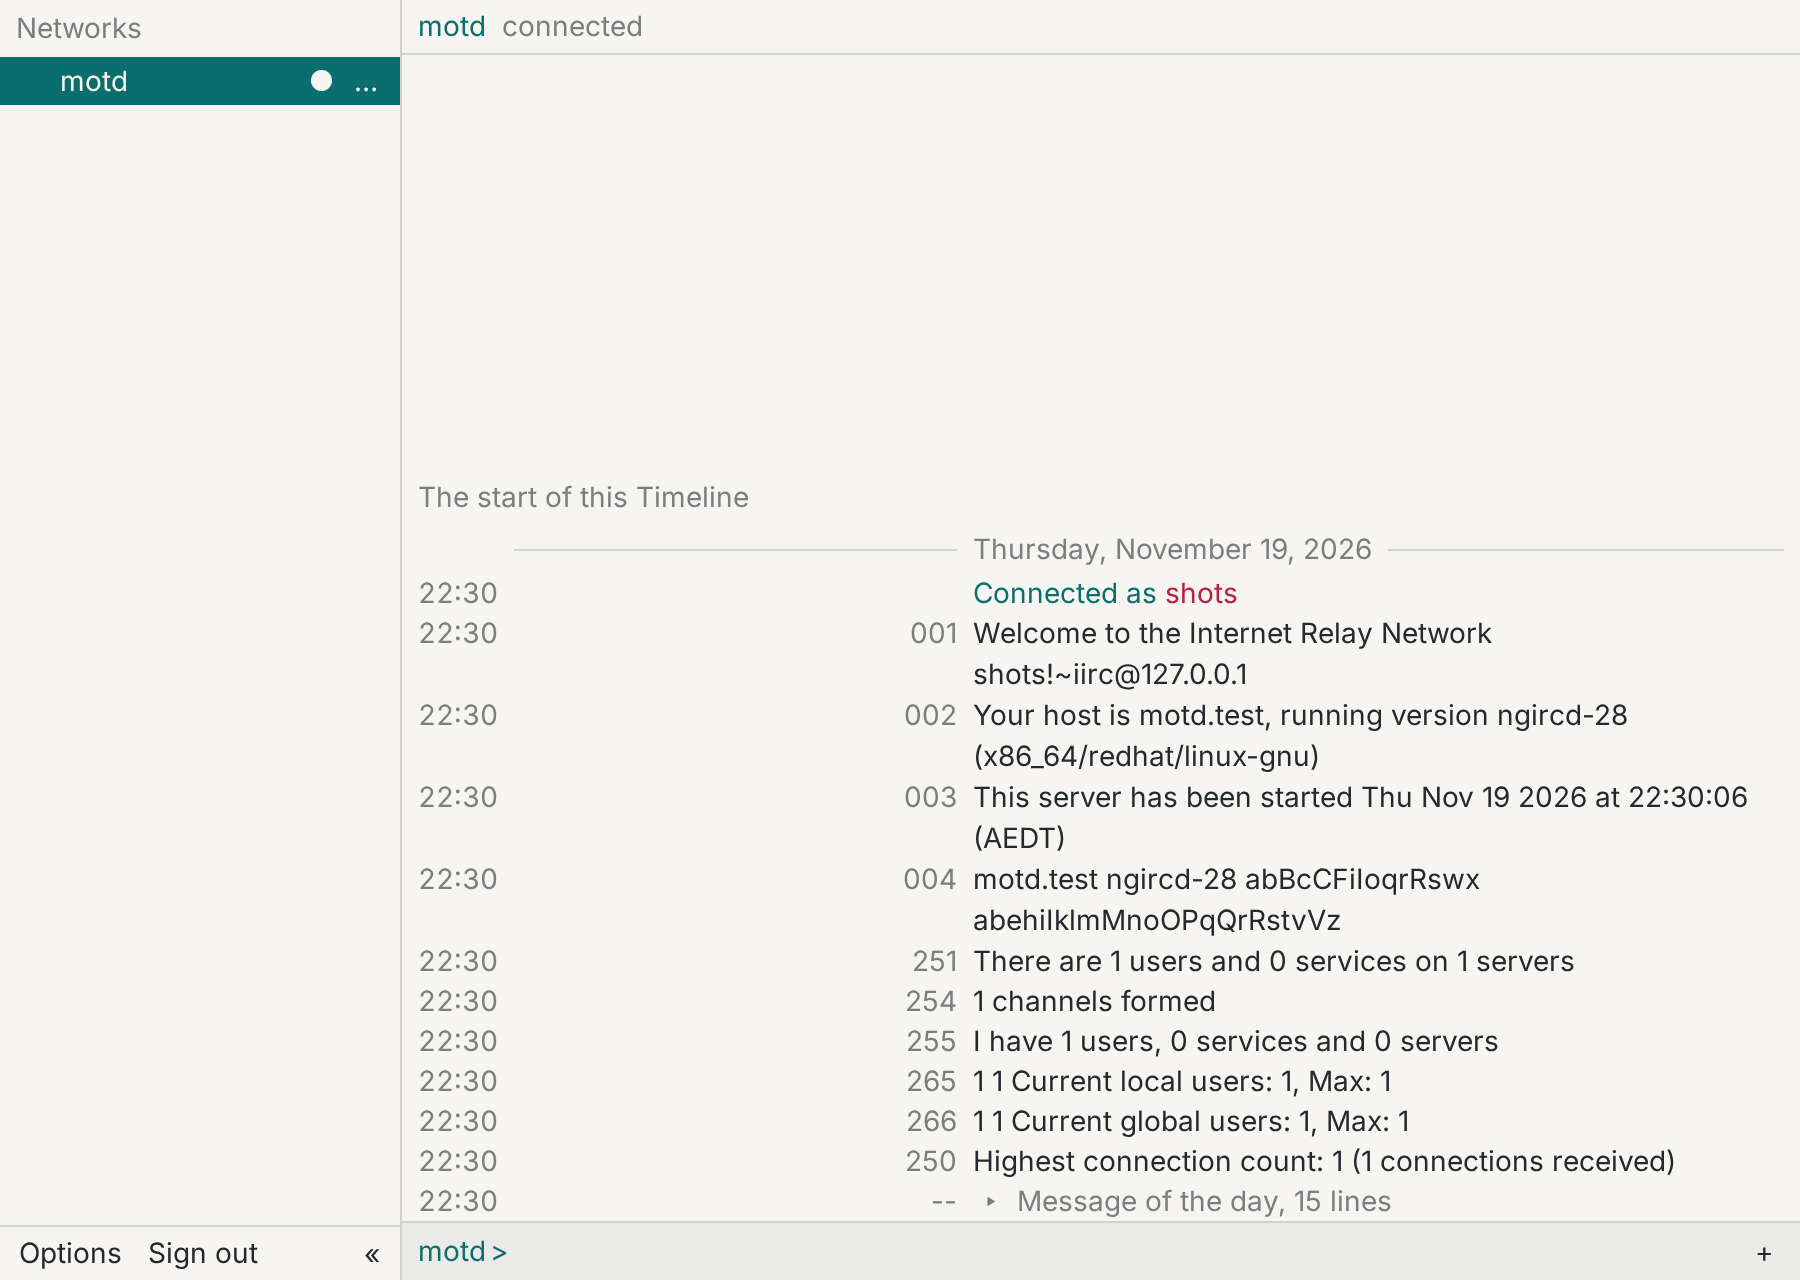 Networks
motd ...
Options Sign out «
motd connected
The start of this Timeline
Thursday, November 19, 2026
22:30 Connected as shots
22:30 001 Welcome to the Internet Relay Network
shots!~iirc@127.0.0.1
22:30 002 Your host is motd.test, running version ngircd-28
(x86_64/redhat/linux-gnu)
22:30 003 This server has been started Thu Nov 19 2026 at 22:30:06
(AEDT)
22:30 004 motd.test ngircd-28 abBcCFiIoqrRswx
abehiIklmMnoOPqQrRstvVz
22:30 251 There are 1 users and 0 services on 1 servers
22:30 254 1 channels formed
22:30 255 I have 1 users, 0 services and 0 servers
22:30 265 1 1 Current local users: 1, Max: 1
22:30 266 1 1 Current global users: 1, Max: 1
22:30 250 Highest connection count: 1 (1 connections received)
22:30 -- ‣ Message of the day, 15 lines
motd > +